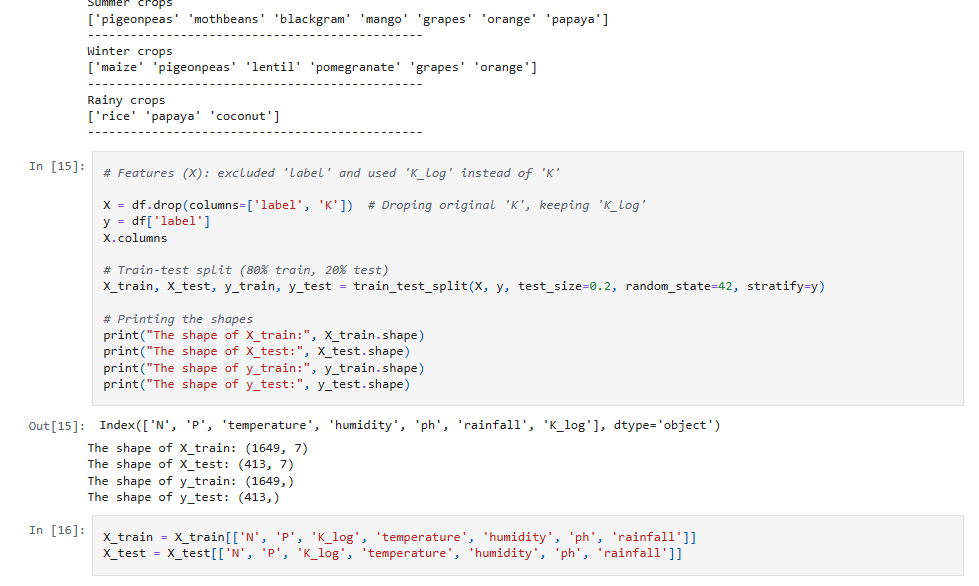 Summer crops
['pigeonpeas' 'mothbeans' 'blackgram' 'mango' 'grapes' 'orange' 'papaya']
-----------------------------------------------
Winter crops
['maize' 'pigeonpeas' 'lentil' 'pomegranate' 'grapes' 'orange']
-----------------------------------------------
Rainy crops
['rice' 'papaya' 'coconut']
-----------------------------------------------
In [15]:
# Features (X): excluded 'label' and used 'K_log' instead of 'K'
X = df.drop(columns=['label', 'K'])  # Droping original 'K', keeping 'K_log'
y = df['label']
X.columns
# Train-test split (80% train, 20% test)
X_train, X_test, y_train, y_test = train_test_split(X, y, test_size=0.2, random_state=42, stratify=y)
# Printing the shapes
print("The shape of X_train:", X_train.shape)
print("The shape of X_test:", X_test.shape)
print("The shape of y_train:", y_train.shape)
print("The shape of y_test:", y_test.shape)
Out[15]: Index(['N', 'P', 'temperature', 'humidity', 'ph', 'rainfall', 'K_log'], dtype='object')
The shape of X_train: (1649, 7)
The shape of X_test: (413, 7)
The shape of y_train: (1649,)
The shape of y_test: (413,)
In [16]:
X_train = X_train[['N', 'P', 'K_log', 'temperature', 'humidity', 'ph', 'rainfall']]
X_test = X_test[['N', 'P', 'K_log', 'temperature', 'humidity', 'ph', 'rainfall']]